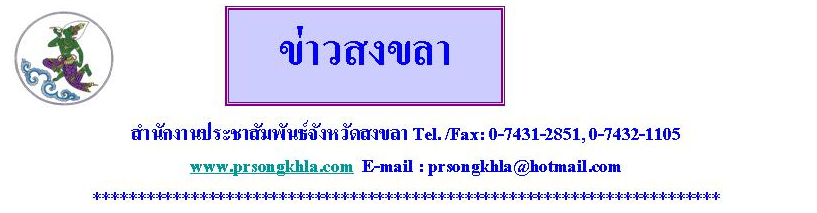 ข่าวสงขลา
สำนักงานประชาสัมพันธ์จังหวัดสงขลา Tel. /Fax: 0-7431-2851, 0-7432-1105
www.prsongkhla.com E-mail : prsongkhla@hotmail.com
**********************************************************************